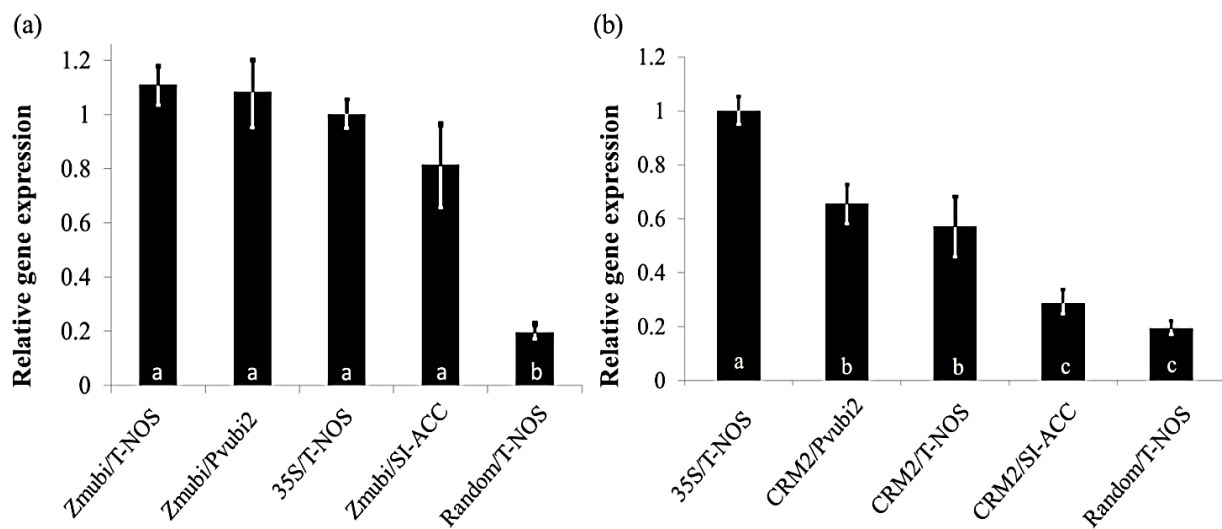 (a)
Relative gene expression
1.2
1
0.8
0.6
0.4
0.2
0
a
a
a
a
b
Zmubi/T-NOS
Zmubi/Pvubi2
35S/T-NOS
Zmubi/SI-ACC
Random/T-NOS
(b)
Relative gene expression
1.2
1
0.8
0.6
0.4
0.2
0
a
b
b
c
c
35S/T-NOS
CRM2/Pvubi2
CRM2/T-NOS
CRM2/SI-ACC
Random/T-NOS